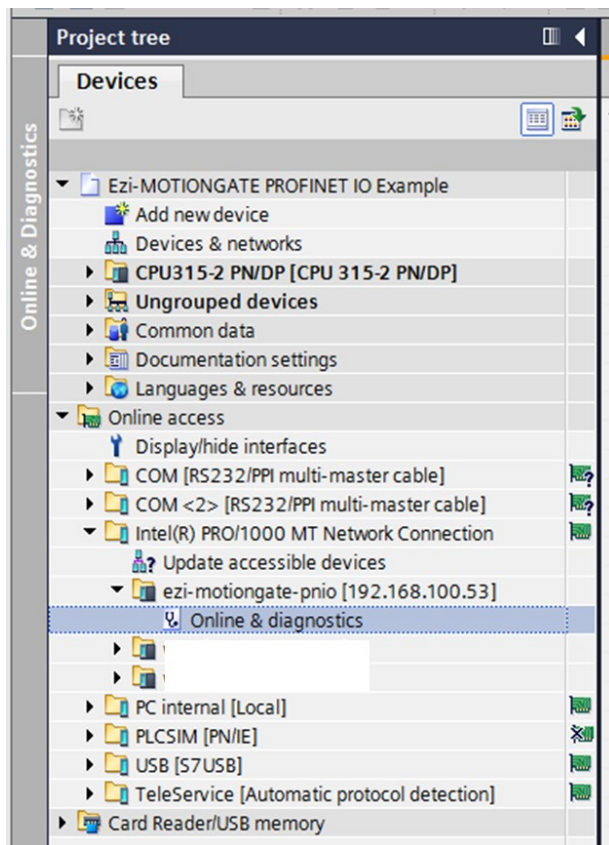 Project tree
Devices
Online & Diagnostics
Ezi-MOTIONGATE PROFINET IO Example
Add new device
Devices & networks
CPU315-2 PN/DP [CPU 315-2 PN/DP]
Ungrouped devices
Common data
Documentation settings
Languages & resources
Online access
Display/hide interfaces
COM [RS232/PPI multi-master cable]
COM <2> [RS232/PPI multi-master cable]
Intel(R) PRO/1000 MT Network Connection
Update accessible devices
ezi-motiongate-pnio [192.168.100.53]
Online & diagnostics
PC internal [Local]
PLCSIM [PN/IE]
USB [S7USB]
TeleService [Automatic protocol detection]
Card Reader/USB memory